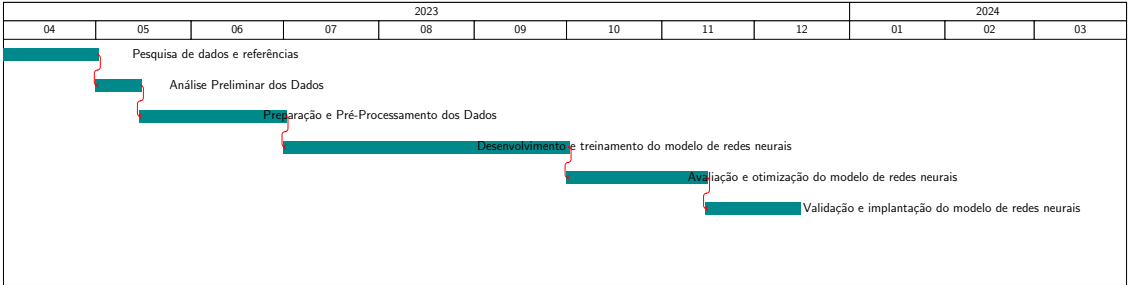 2023 2024
04 05 06 07 08 09 10 11 12 01 02 03
Pesquisa de dados e referências
Análise Preliminar dos Dados
Preparação e Pré-Processamento dos Dados
Desenvolvimento e treinamento do modelo de redes neurais
Avaliação e otimização do modelo de redes neurais
Validação e implantação do modelo de redes neurais